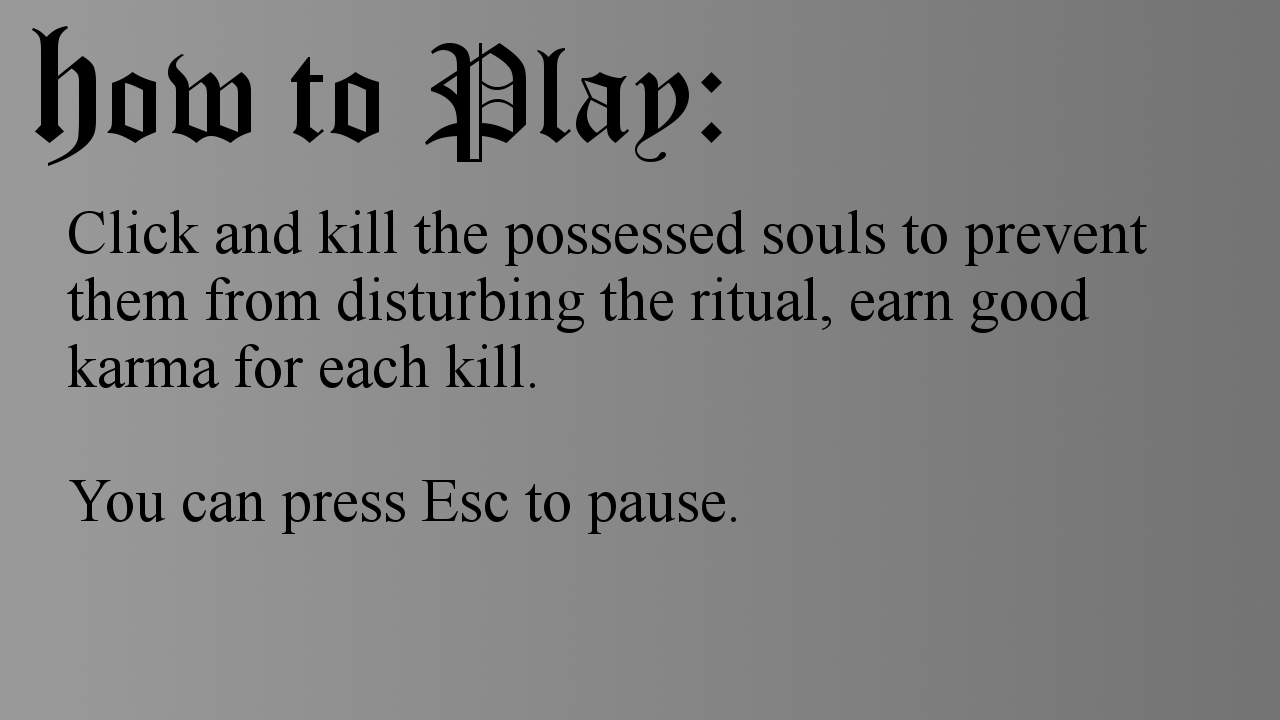 How to Play:
Click and kill the possessed souls to prevent
them from disturbing the ritual, earn good
karma for each kill.
You can press Esc to pause.